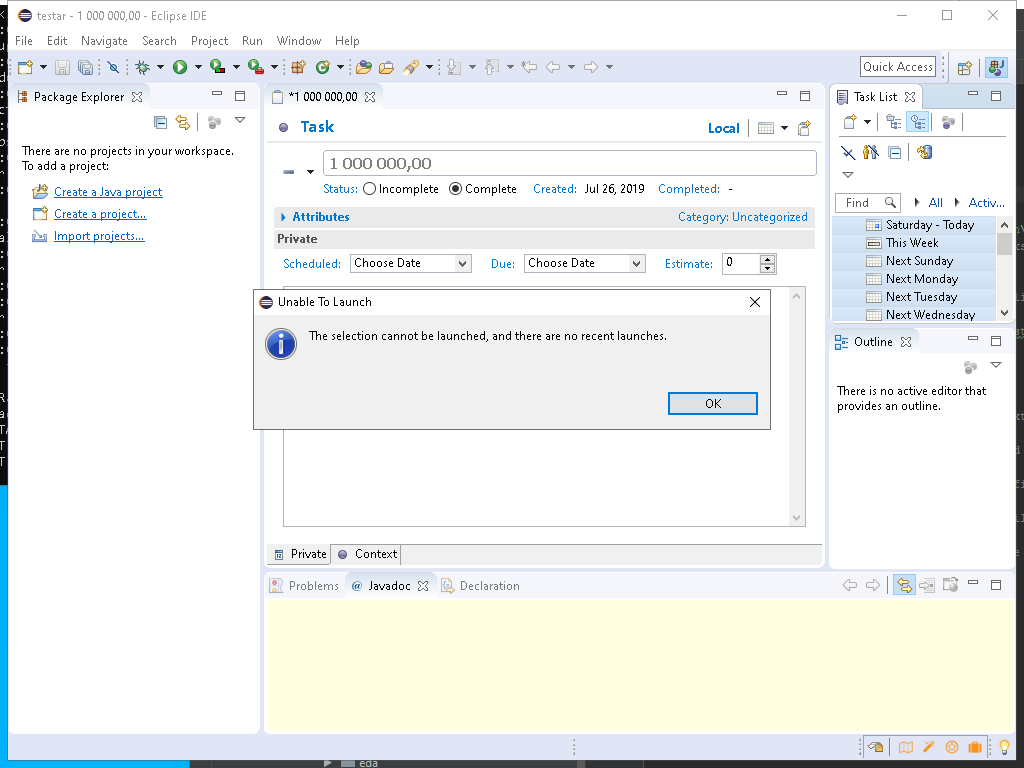 testar - 1 000 000,00 - Eclipse IDE
File Edit Navigate Search Project Run Window Help
Quick Access
Package Explorer
There are no projects in your workspace.
To add a project:
Create a Java project
Create a project...
Import projects...
*1 000 000,00
Task
Local
1 000 000,00
Status: Incomplete Complete Created: Jul 26, 2019 Completed: -
Attributes
Category: Uncategorized
Private
Scheduled: Choose Date Due: Choose Date Estimate: 0
Unable To Launch
The selection cannot be launched, and there are no recent launches.
OK
Private Context
Task List
Find All Activ...
Saturday - Today
This Week
Next Sunday
Next Monday
Next Tuesday
Next Wednesday
Outline
There is no active editor that
provides an outline.
Problems @ Javadoc Declaration
eda